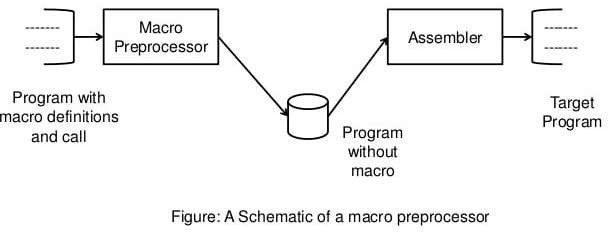 Macro
Preprocessor
Assembler
Program with
macro definitions
and call
Program
without
macro
Target
Program
Figure: A Schematic of a macro preprocessor